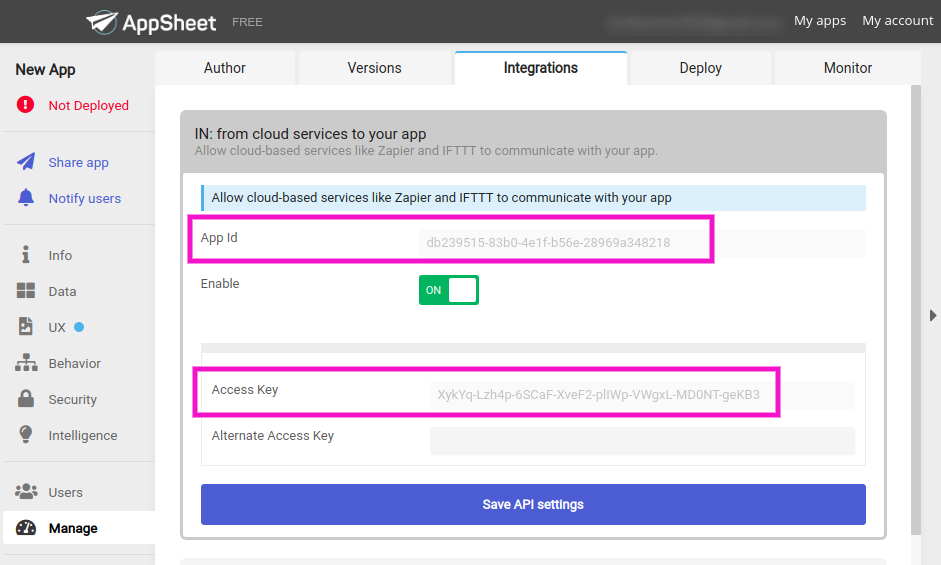 AppSheet FREE My apps My account
New App
Not Deployed
Share app
Notify users
Info
Data
UX
Behavior
Security
Intelligence
Users
Manage
Author Versions Integrations Deploy Monitor
IN: from cloud services to your app
Allow cloud-based services like Zapier and IFTTT to communicate with your app.
Allow cloud-based services like Zapier and IFTTT to communicate with your app
App Id db239515-83b0-4e1f-b56e-28969a348218
Enable ON
Access Key XykYq-Lzh4p-6SCaF-XveF2-pIIWp-VWgxL-MD0NT-geKB3
Alternate Access Key
Save API settings